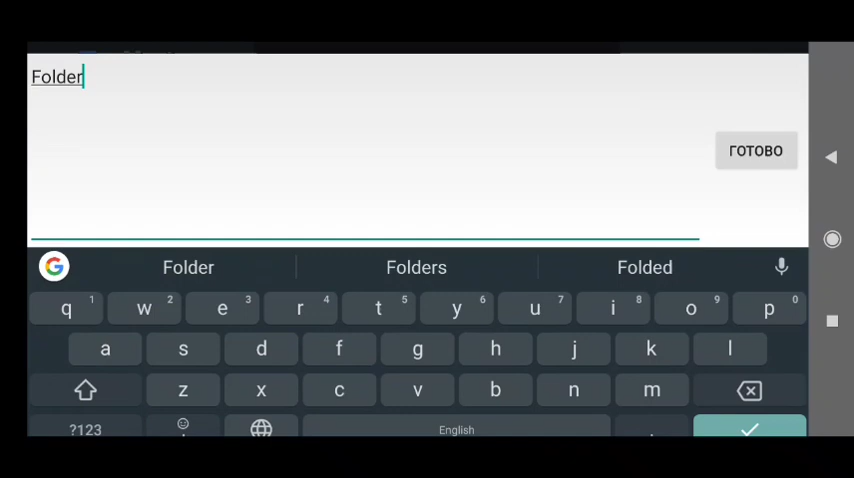 Folder
ГОТОВО
Folder Folders Folded
q 1 w 2 e 3 r 4 t 5 y 6 u 7 i 8 o 9 p 0
a s d f g h j k l
z x c v b n m
?123 , English .